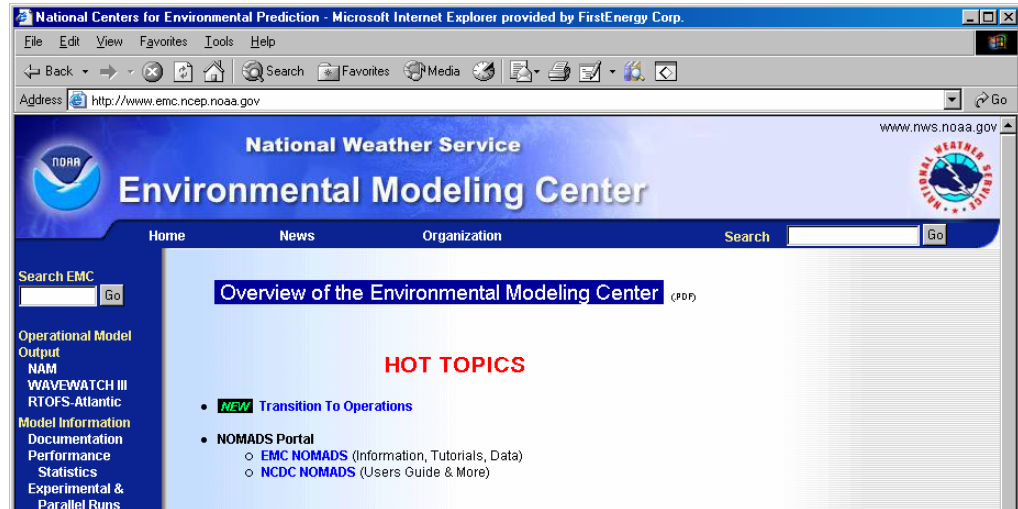 National Centers for Environmental Prediction - Microsoft Internet Explorer provided by FirstEnergy Corp.
File Edit View Favorites Tools Help
Back Search Favorites Media
Address http://www.emc.ncep.noaa.gov Go
www.nws.noaa.gov
NOAA
National Weather Service
Environmental Modeling Center
NATIONAL WEATHER SERVICE
Home News Organization Search Go
Search EMC
Go
Overview of the Environmental Modeling Center (PDF)
Operational Model
Output
NAM
WAVEWATCH III
RTOFS-Atlantic
Model Information
Documentation
Performance
Statistics
Experimental &
Parallel Runs
HOT TOPICS
• NEW Transition To Operations
• NOMADS Portal
o EMC NOMADS (Information, Tutorials, Data)
o NCDC NOMADS (Users Guide & More)